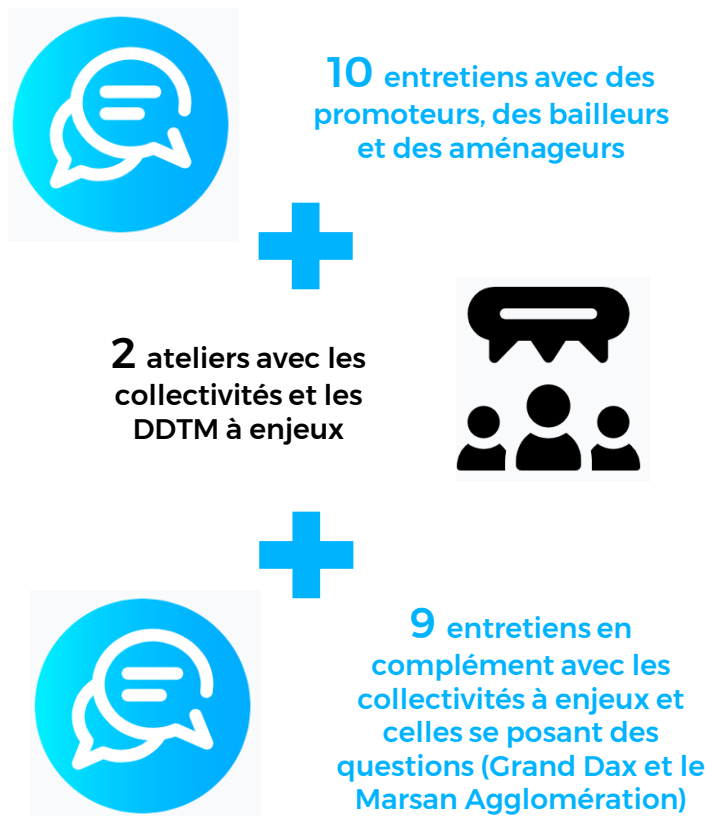 10 entretiens avec des
promoteurs, des bailleurs
et des aménageurs
2 ateliers avec les
collectivités et les
DDTM à enjeux
9 entretiens en
complément avec les
collectivités à enjeux et
celles se posant des
questions (Grand Dax et le
Marsan Agglomération)